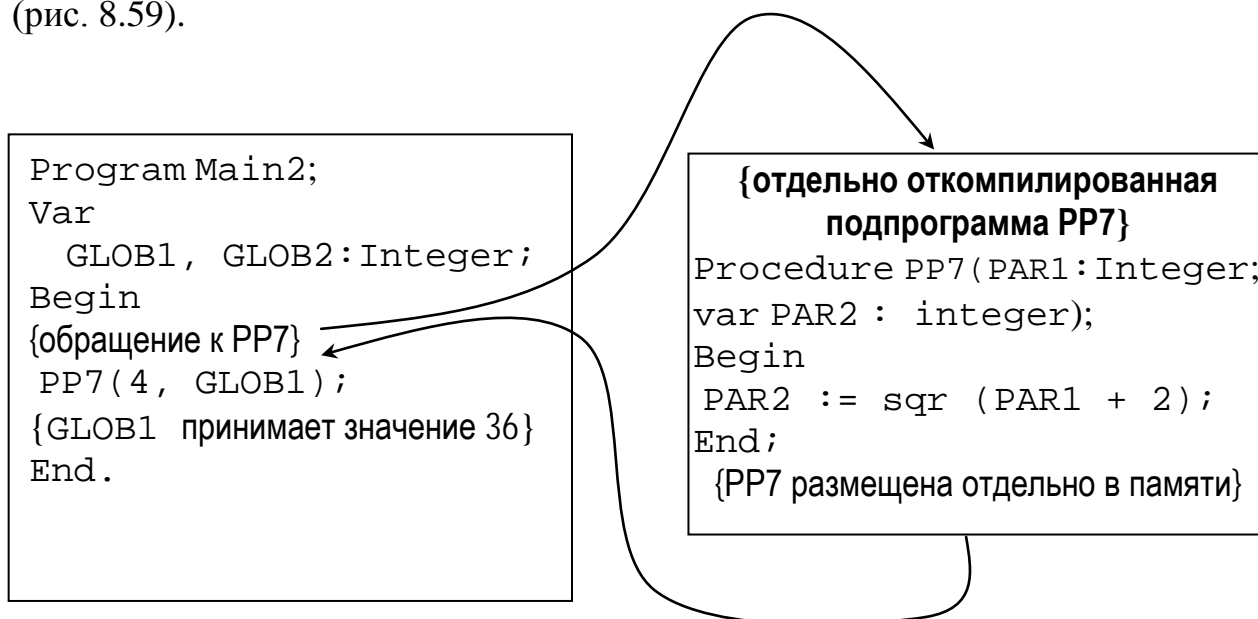 (рис. 8.59).
Program Main2;
Var
GLOB1, GLOB2:Integer;
Begin
{обращение к PP7}
PP7(4, GLOB1);
{GLOB1 принимает значение 36}
End.
{отдельно откомпилированная
подпрограмма PP7}
Procedure PP7(PAR1:Integer;
var PAR2 : integer);
Begin
PAR2 := sqr (PAR1 + 2);
End;
{PP7 размещена отдельно в памяти}